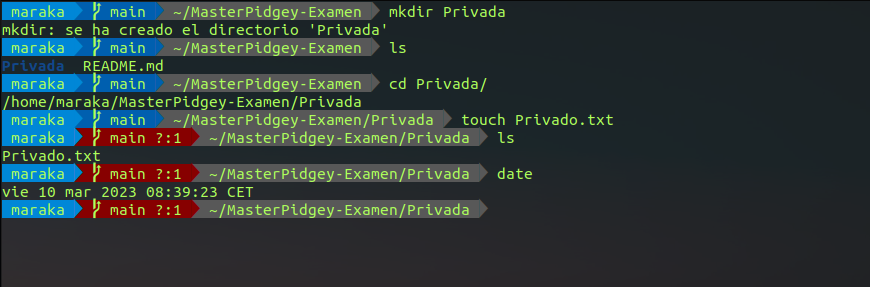 maraka main ~/MasterPidgey-Examen mkdir Privada
mkdir: se ha creado el directorio 'Privada'
maraka main ~/MasterPidgey-Examen ls
Privada  README.md
maraka main ~/MasterPidgey-Examen cd Privada/
/home/maraka/MasterPidgey-Examen/Privada
maraka main ~/MasterPidgey-Examen/Privada touch Privado.txt
maraka main ?:1 ~/MasterPidgey-Examen/Privada ls
Privado.txt
maraka main ?:1 ~/MasterPidgey-Examen/Privada date
vie 10 mar 2023 08:39:23 CET
maraka main ?:1 ~/MasterPidgey-Examen/Privada